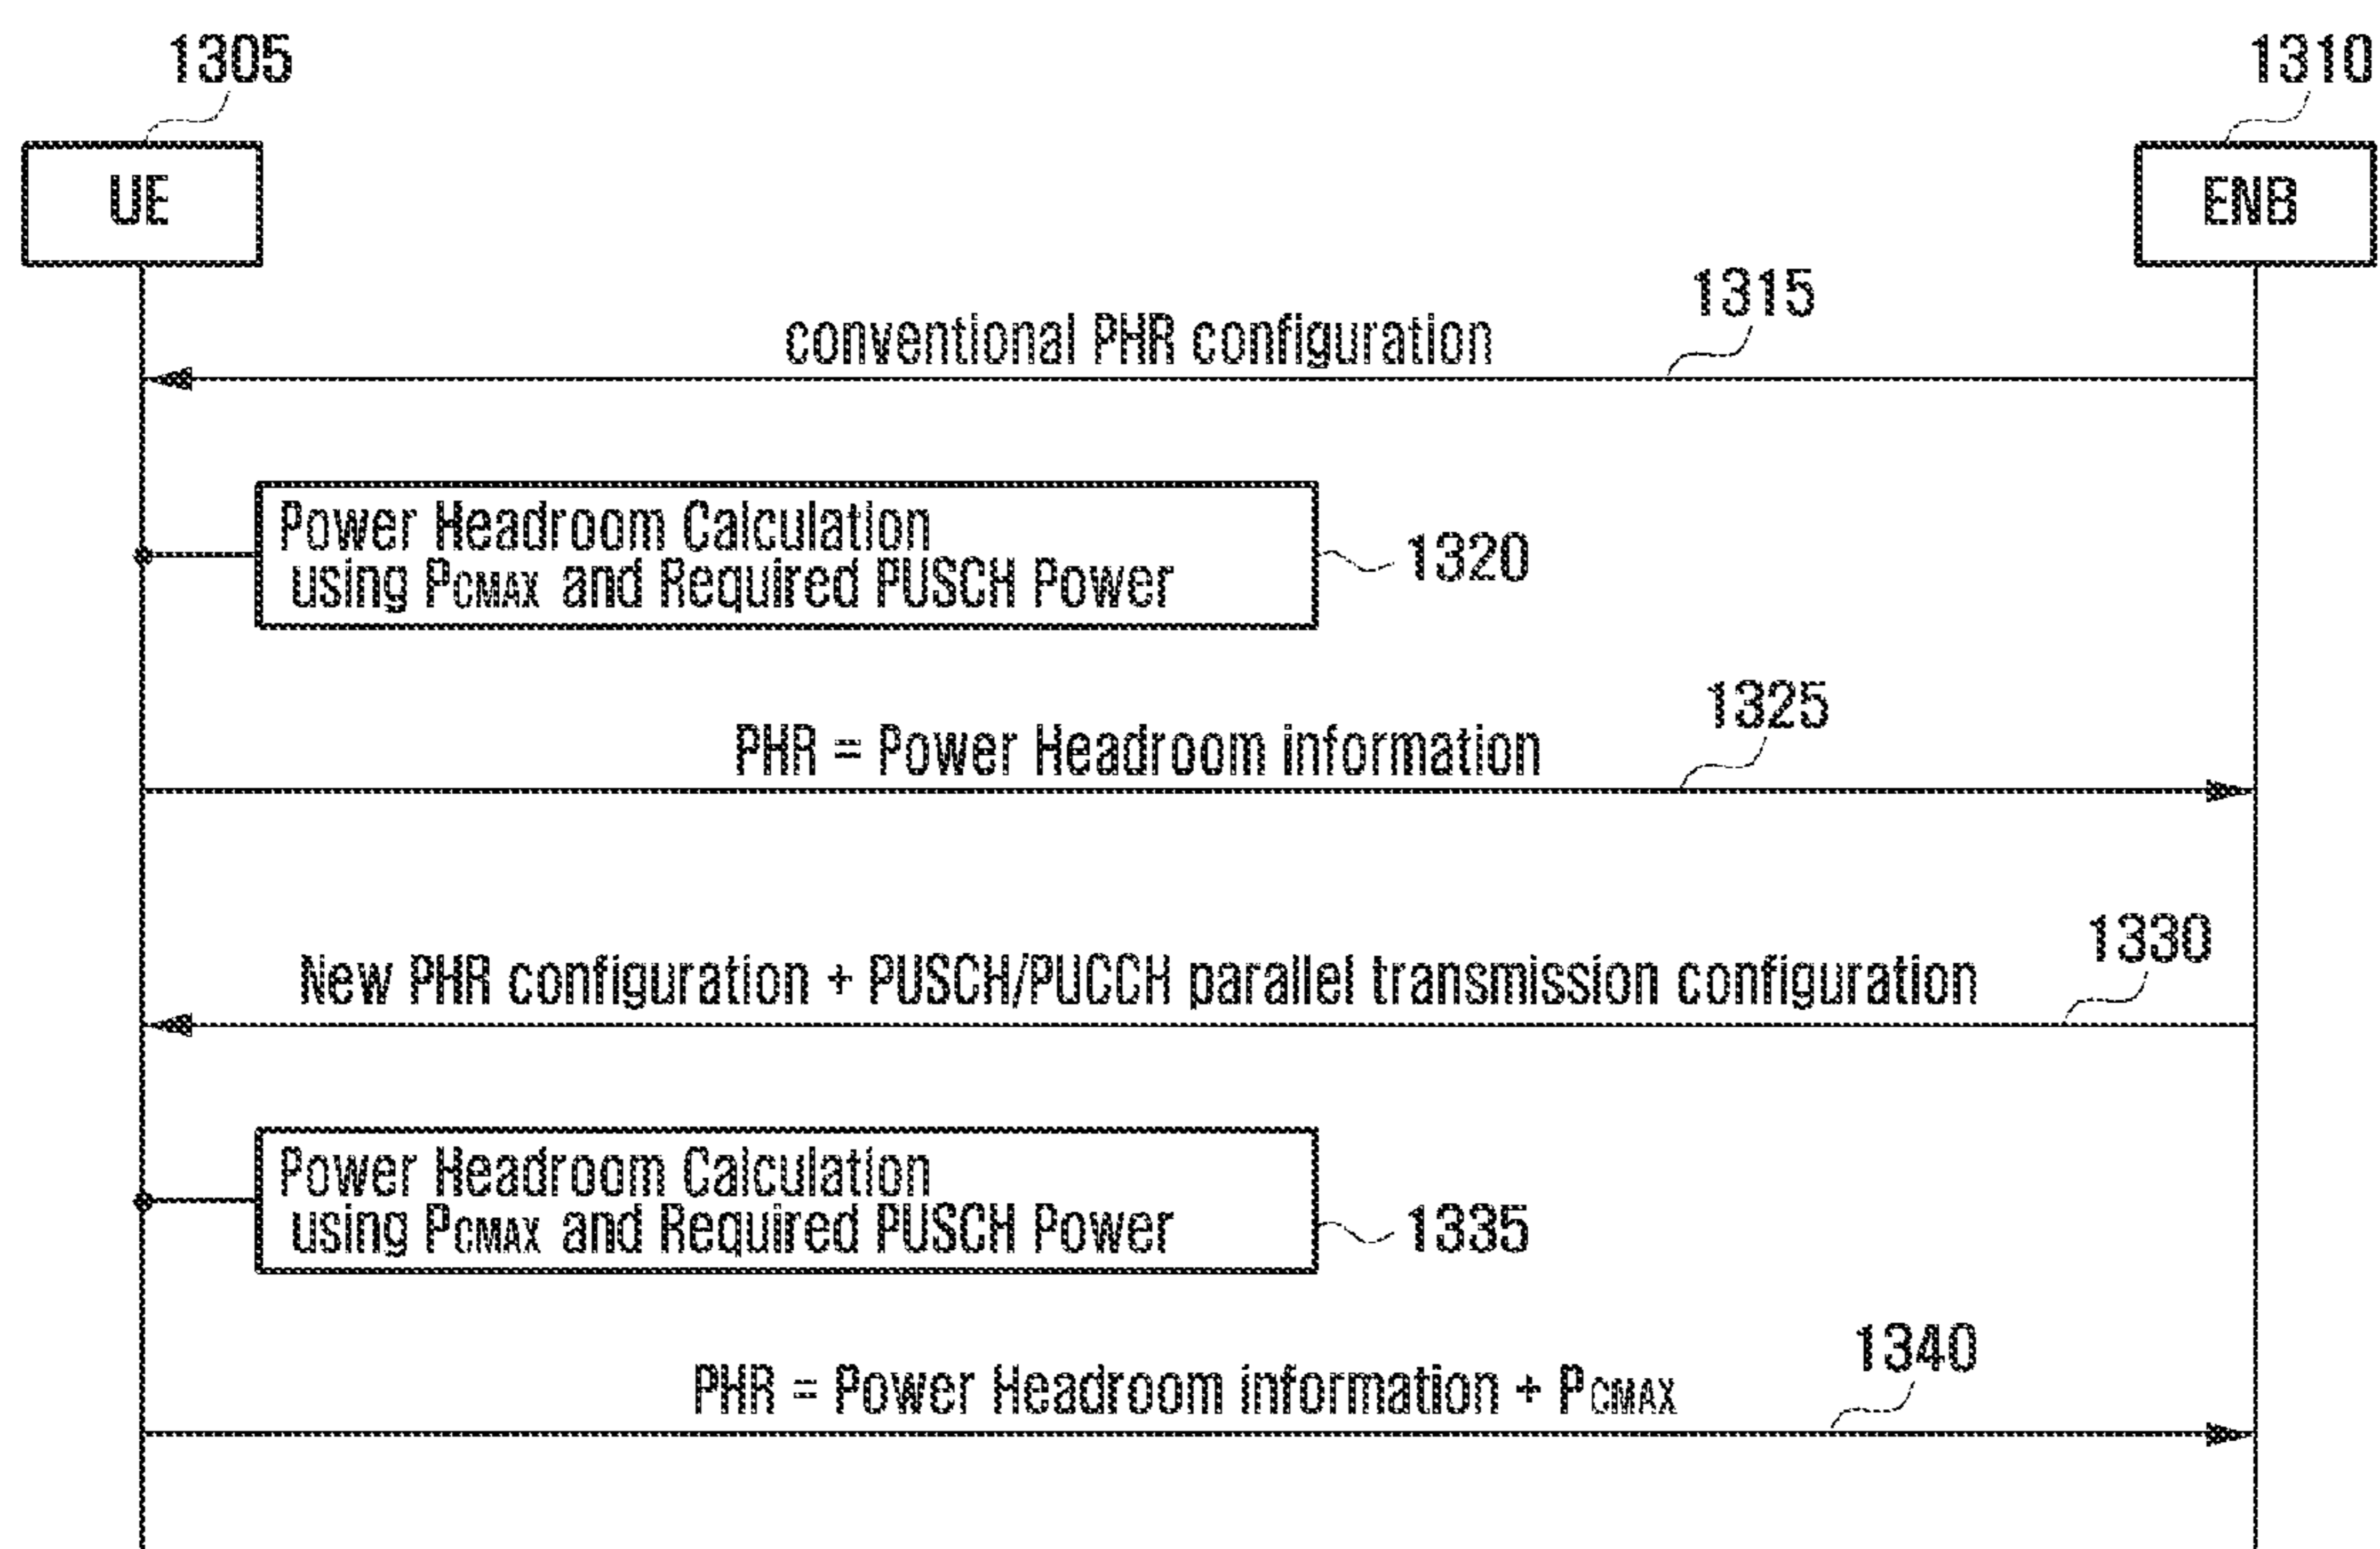 1305
1310
UE
ENB
1315
conventional PHR configuration
Power Headroom Calculation
using PCMAX and Required PUSCH Power
1320
1325
PHR = Power Headroom information
1330
New PHR configuration + PUSCH/PUCCH parallel transmission configuration
Power Headroom Calculation
using PCMAX and Required PUSCH Power
1335
1340
PHR = Power Headroom information + PCMAX